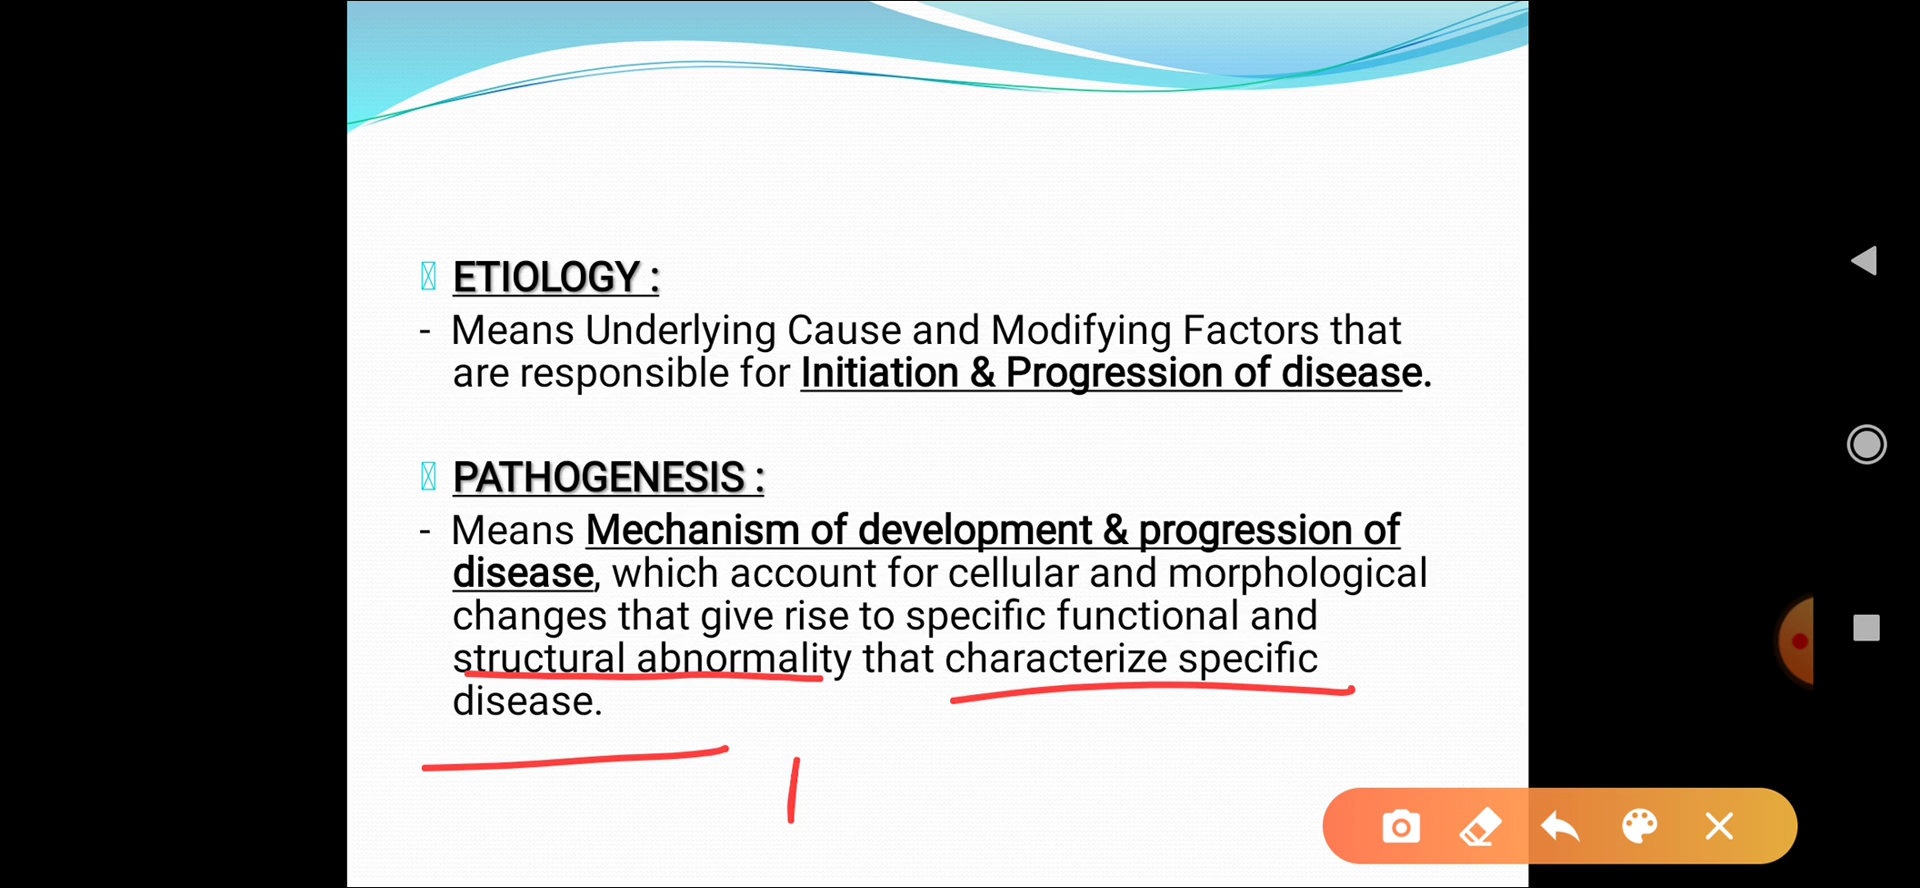 ETIOLOGY :
- Means Underlying Cause and Modifying Factors that
are responsible for Initiation & Progression of disease.
PATHOGENESIS :
- Means Mechanism of development & progression of
disease, which account for cellular and morphological
changes that give rise to specific functional and
structural abnormality that characterize specific
disease.